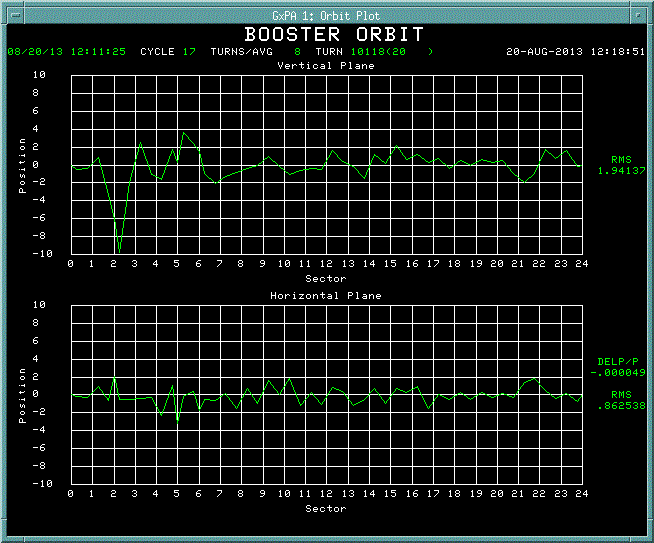 GxPA 1: Orbit Plot
BOOSTER ORBIT
08/20/13 12:11:25 CYCLE 17 TURNS/AVG 8 TURN 10118(20 ) 20-AUG-2013 12:18:51
Vertical Plane
10
8
6
4
2
0
-2
-4
-6
-8
-10
Position
RMS
1.94137
0 1 2 3 4 5 6 7 8 9 10 11 12 13 14 15 16 17 18 19 20 21 22 23 24
Sector
Horizontal Plane
10
8
6
4
2
0
-2
-4
-6
-8
-10
Position
DELP/P
-.000049
RMS
.862538
0 1 2 3 4 5 6 7 8 9 10 11 12 13 14 15 16 17 18 19 20 21 22 23 24
Sector